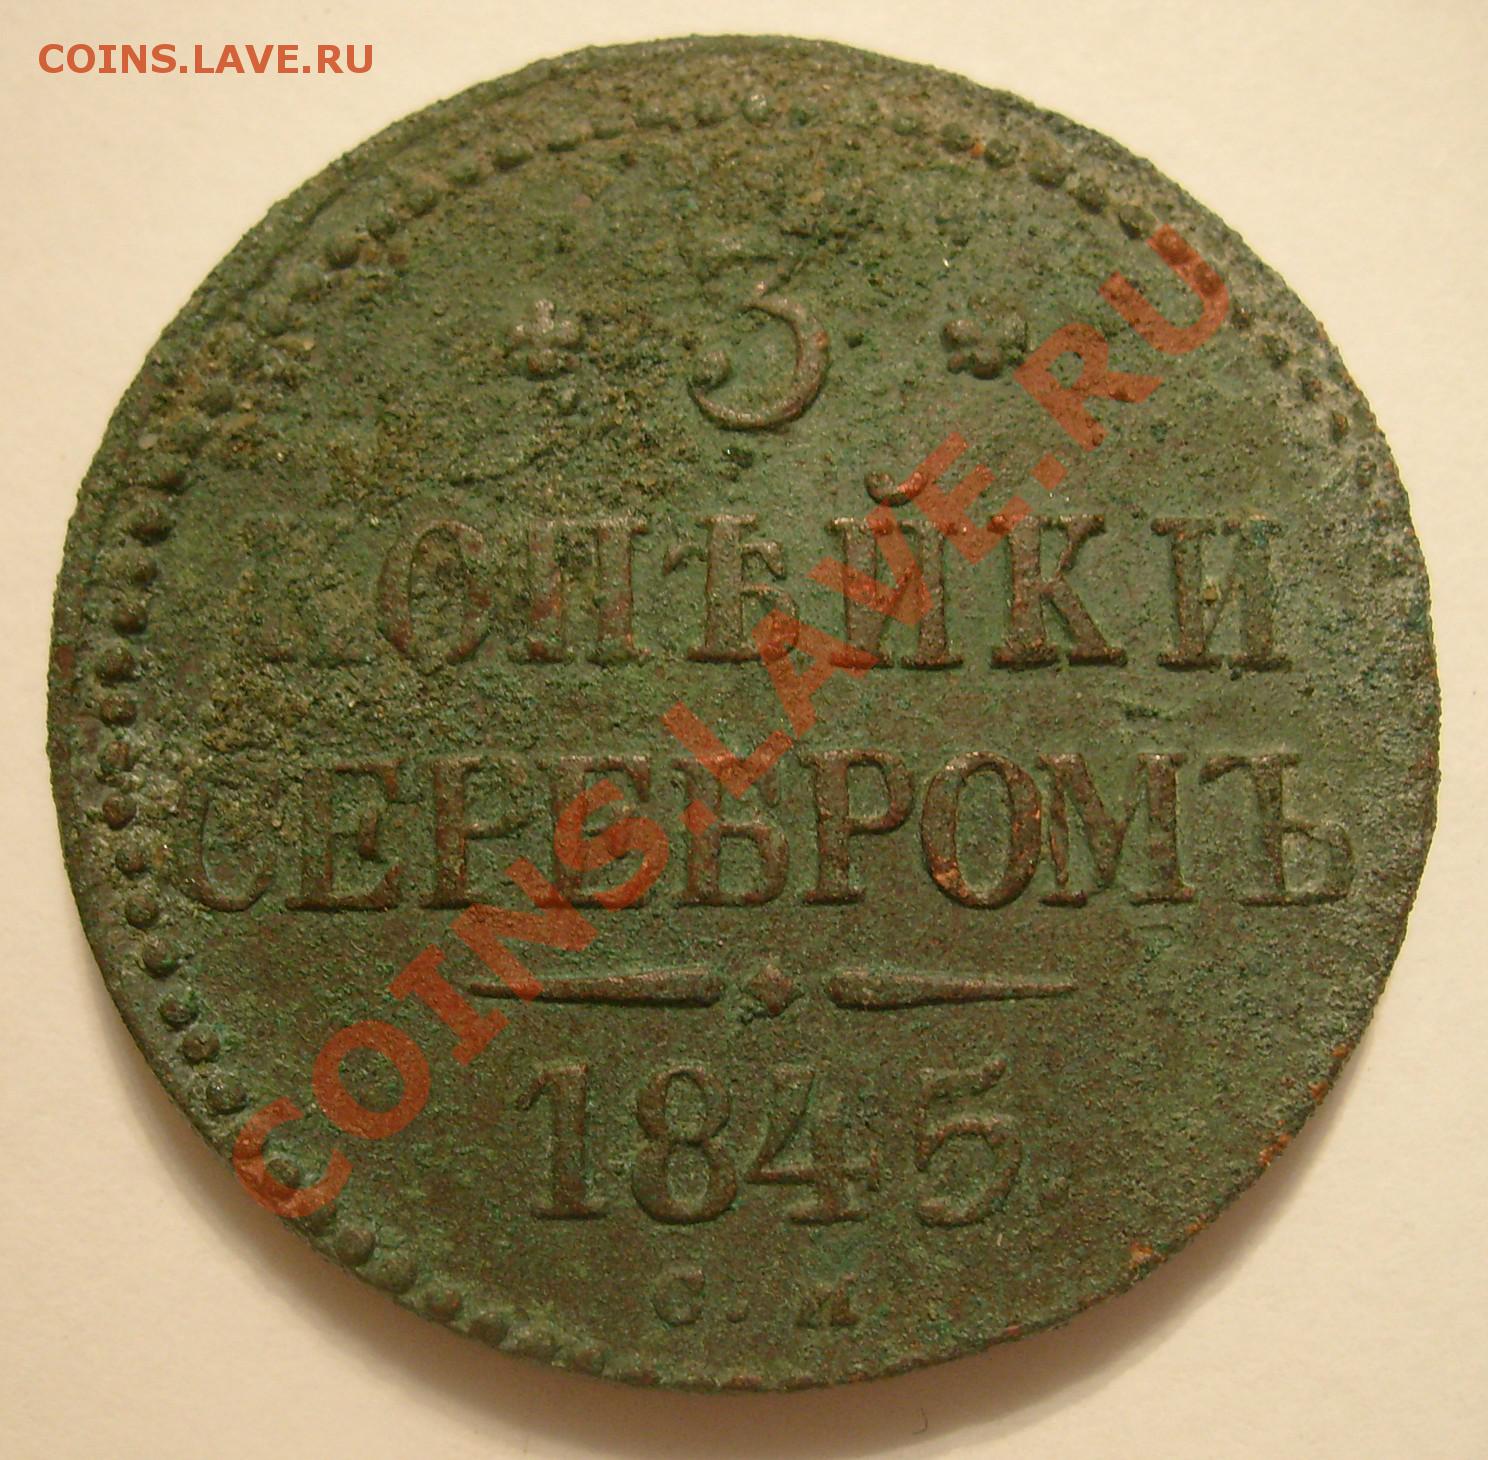 COINS.LAVE.RU
3
КОПѢЙКИ
СЕРЕБРОМЪ
1845.
С. М
COINS.LAVE.RU